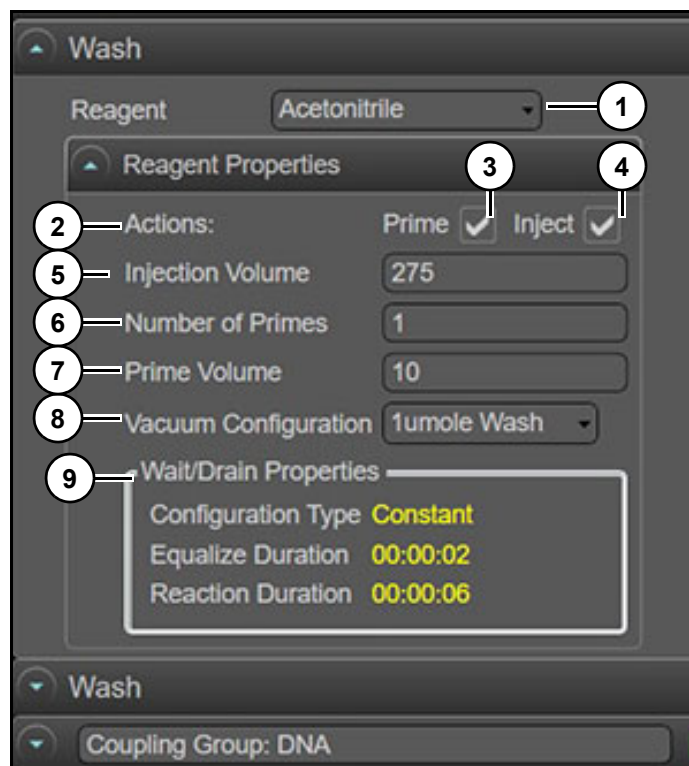 Wash
Reagent Acetonitrile 1
Reagent Properties 3 4
2 Actions: Prime Inject
5 Injection Volume 275
6 Number of Primes 1
7 Prime Volume 10
8 Vacuum Configuration 1umole Wash
9 Wait/Drain Properties
Configuration Type Constant
Equalize Duration 00:00:02
Reaction Duration 00:00:06
Wash
Coupling Group: DNA